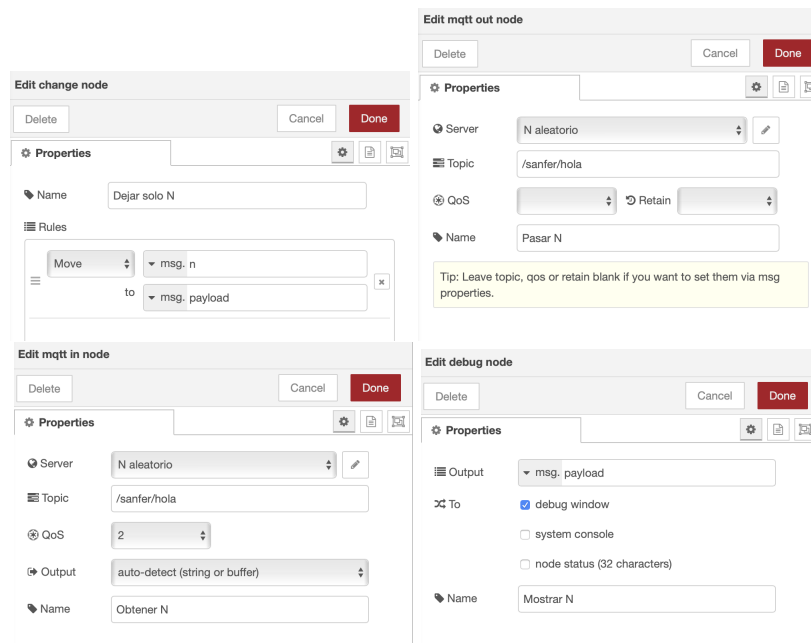 Edit change node
Delete
Cancel
Done
Properties
Name
Dejar solo N
Rules
Move
msg. n
to
msg. payload
Edit mqtt out node
Delete
Cancel
Done
Properties
Server
N aleatorio
Topic
/sanfer/hola
QoS
Retain
Name
Pasar N
Tip: Leave topic, qos or retain blank if you want to set them via msg
properties.
Edit mqtt in node
Delete
Cancel
Done
Properties
Server
N aleatorio
Topic
/sanfer/hola
QoS
2
Output
auto-detect (string or buffer)
Name
Obtener N
Edit debug node
Delete
Cancel
Done
Properties
Output
msg. payload
To
debug window
system console
node status (32 characters)
Name
Mostrar N